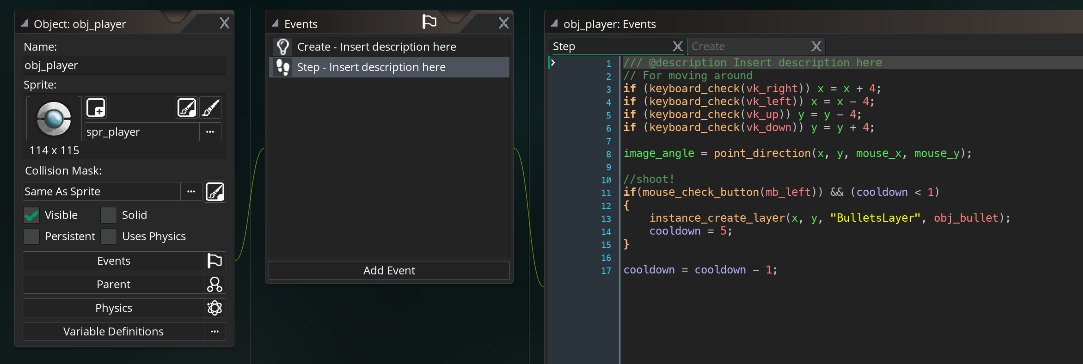 Object: obj_player
Name:
obj_player
Sprite:
spr_player
...
114 x 115
Collision Mask:
Same As Sprite
...
Visible
Solid
Persistent
Uses Physics
Events
Parent
Physics
Variable Definitions
...
Events
Create - Insert description here
Step - Insert description here
Add Event
obj_player: Events
Step
Create
1 /// @description Insert description here
2 // For moving around
3 if (keyboard_check(vk_right)) x = x + 4;
4 if (keyboard_check(vk_left)) x = x - 4;
5 if (keyboard_check(vk_up)) y = y - 4;
6 if (keyboard_check(vk_down)) y = y + 4;
7
8 image_angle = point_direction(x, y, mouse_x, mouse_y);
9
10 //shoot!
11 if(mouse_check_button(mb_left)) && (cooldown < 1)
12 {
13 instance_create_layer(x, y, "BulletsLayer", obj_bullet);
14 cooldown = 5;
15 }
16
17 cooldown = cooldown - 1;